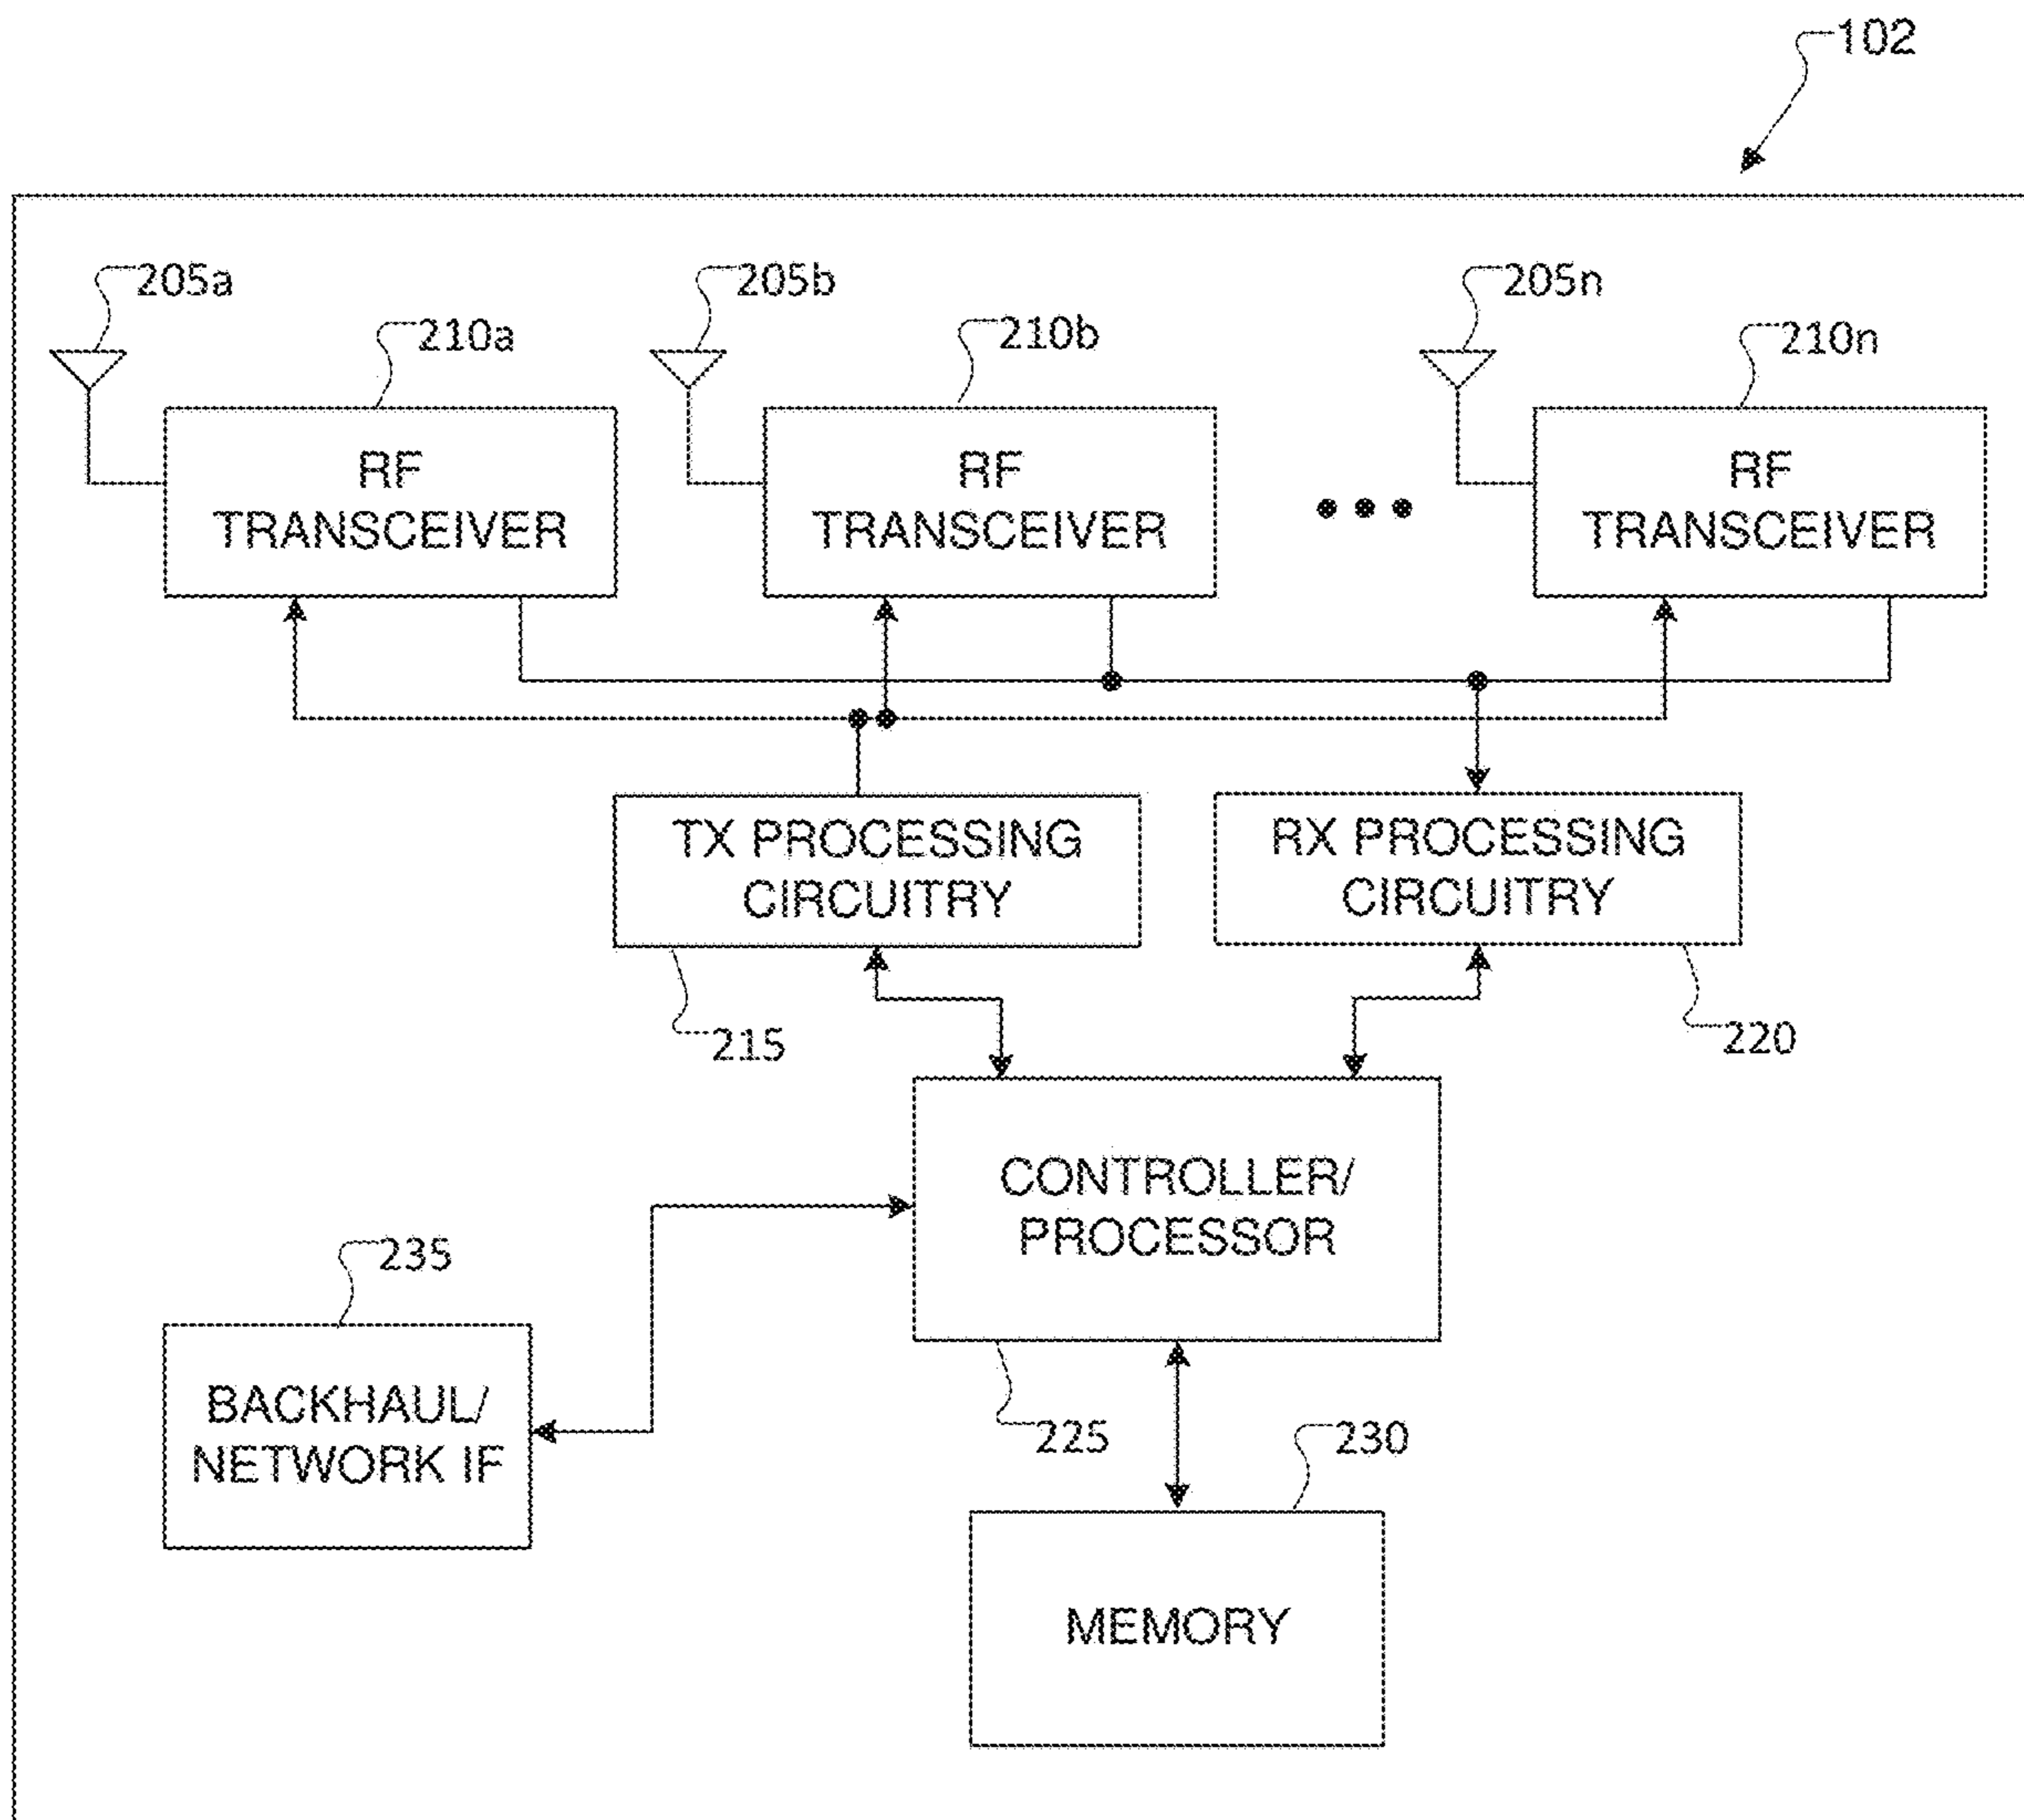 102
205a
205b
205n
210a
210b
210n
RF
TRANSCEIVER
RF
TRANSCEIVER
RF
TRANSCEIVER
TX PROCESSING
CIRCUITRY
RX PROCESSING
CIRCUITRY
215
220
CONTROLLER/
PROCESSOR
235
BACKHAUL/
NETWORK IF
225
230
MEMORY